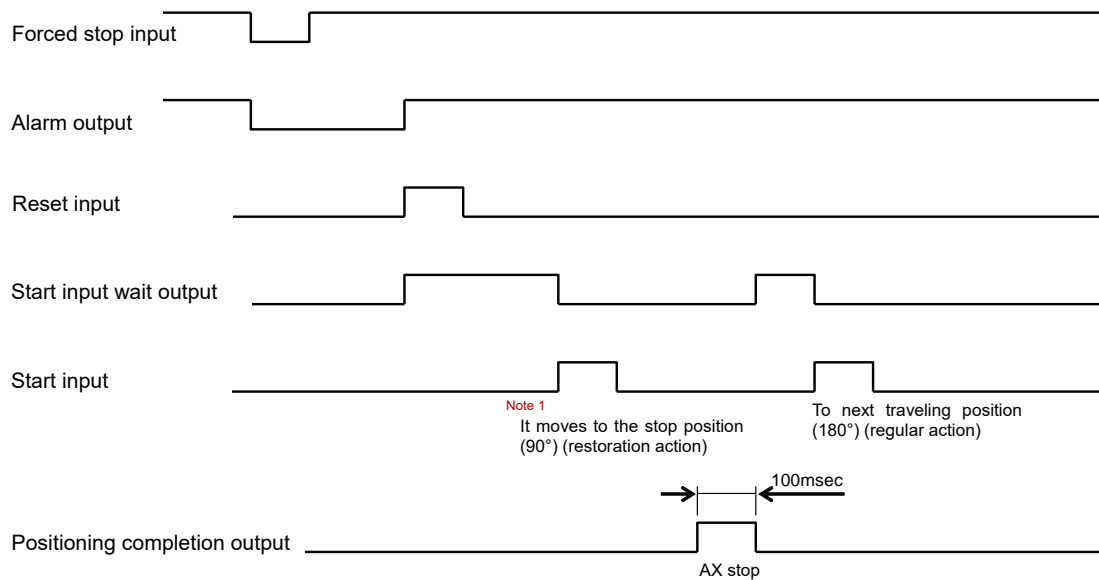 Forced stop input
Alarm output
Reset input
Start input wait output
Start input
Note 1
It moves to the stop position
(90°) (restoration action)
To next traveling position
(180°) (regular action)
100msec
Positioning completion output
AX stop